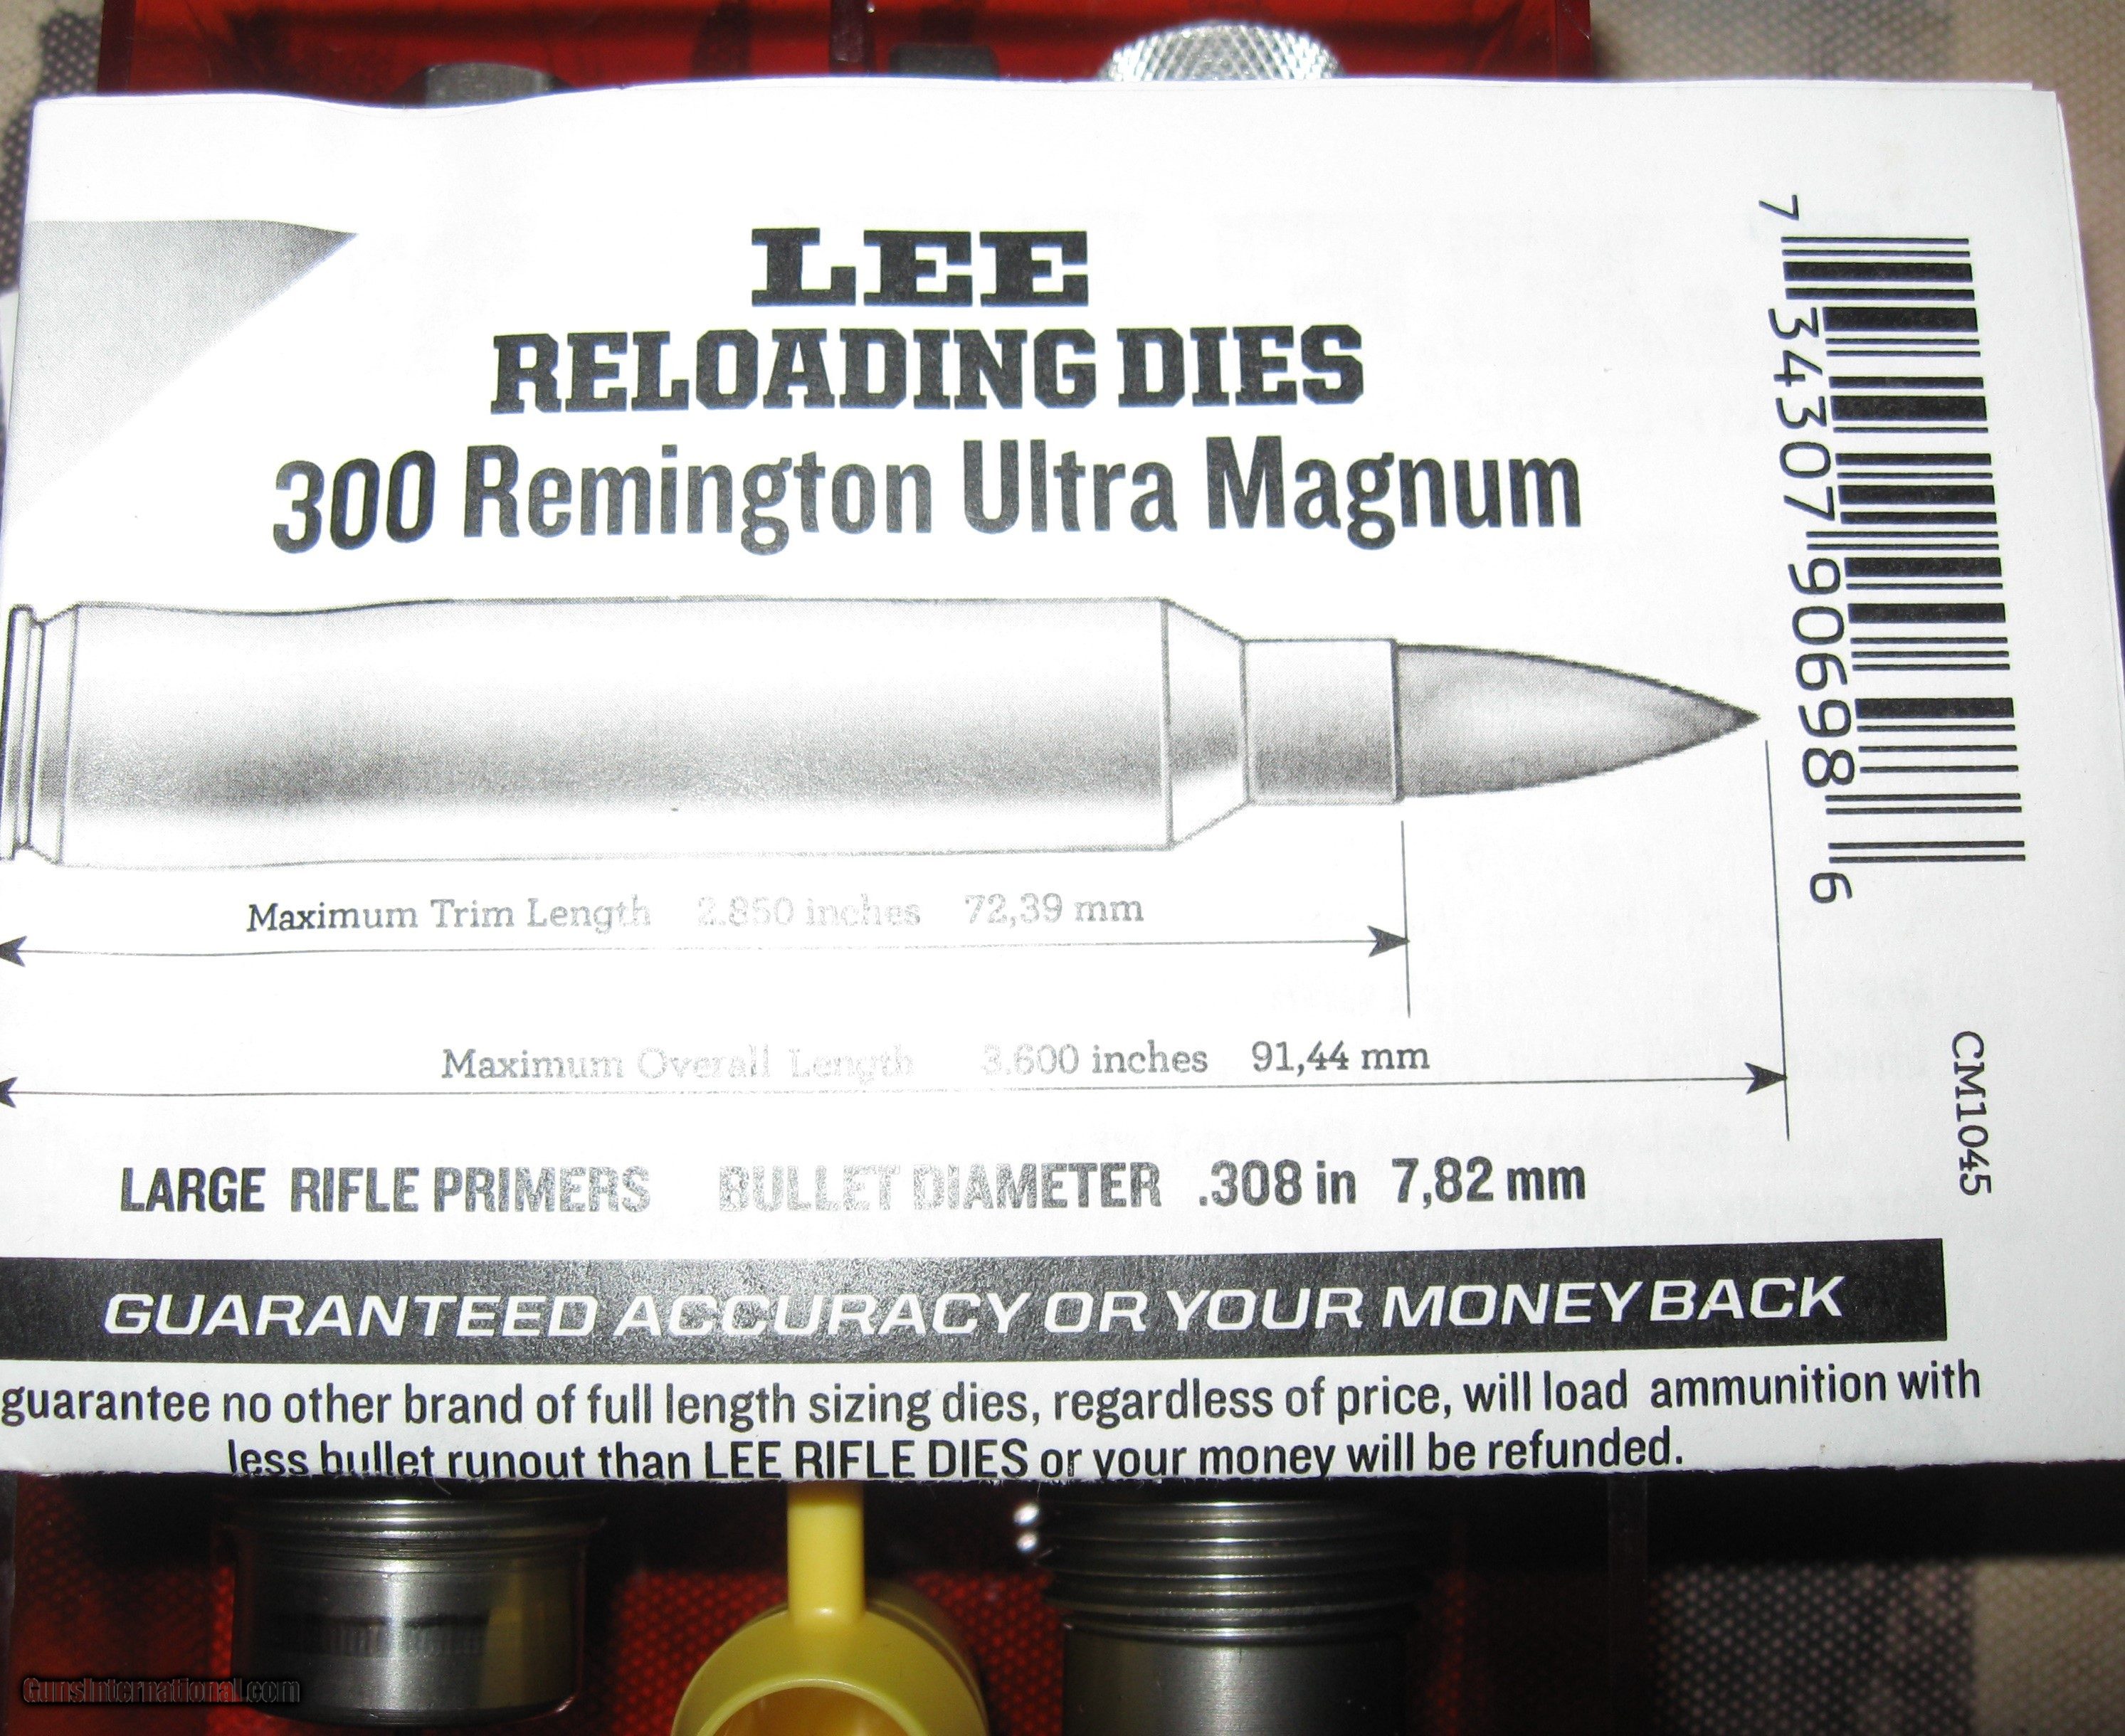 LEE
RELOADING DIES
300 Remington Ultra Magnum
7 34307 90698 6
Maximum Trim Length 2.850 inches 72,39 mm
Maximum Overall Length 3.600 inches 91,44 mm
CM1045
LARGE RIFLE PRIMERS BULLET DIAMETER .308 in 7,82 mm
GUARANTEED ACCURACY OR YOUR MONEY BACK
guarantee no other brand of full length sizing dies, regardless of price, will load ammunition with
less bullet runout than LEE RIFLE DIES or your money will be refunded.
GunsInternational.com